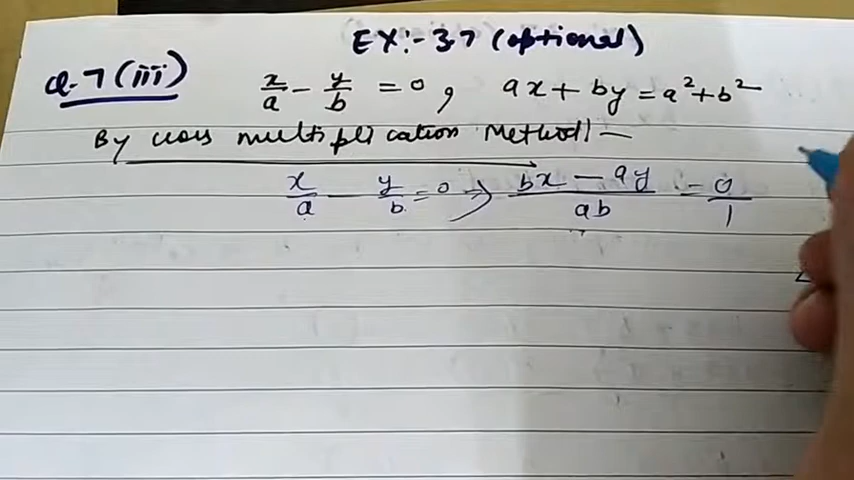 EX:- 3.7 (optional)
Q.7 (iii) x/a - y/b = 0, ax + by = a² + b²
By cross multiplication Method -
x/a - y/b = 0 ⇒ bx - ay/ab = 0/1